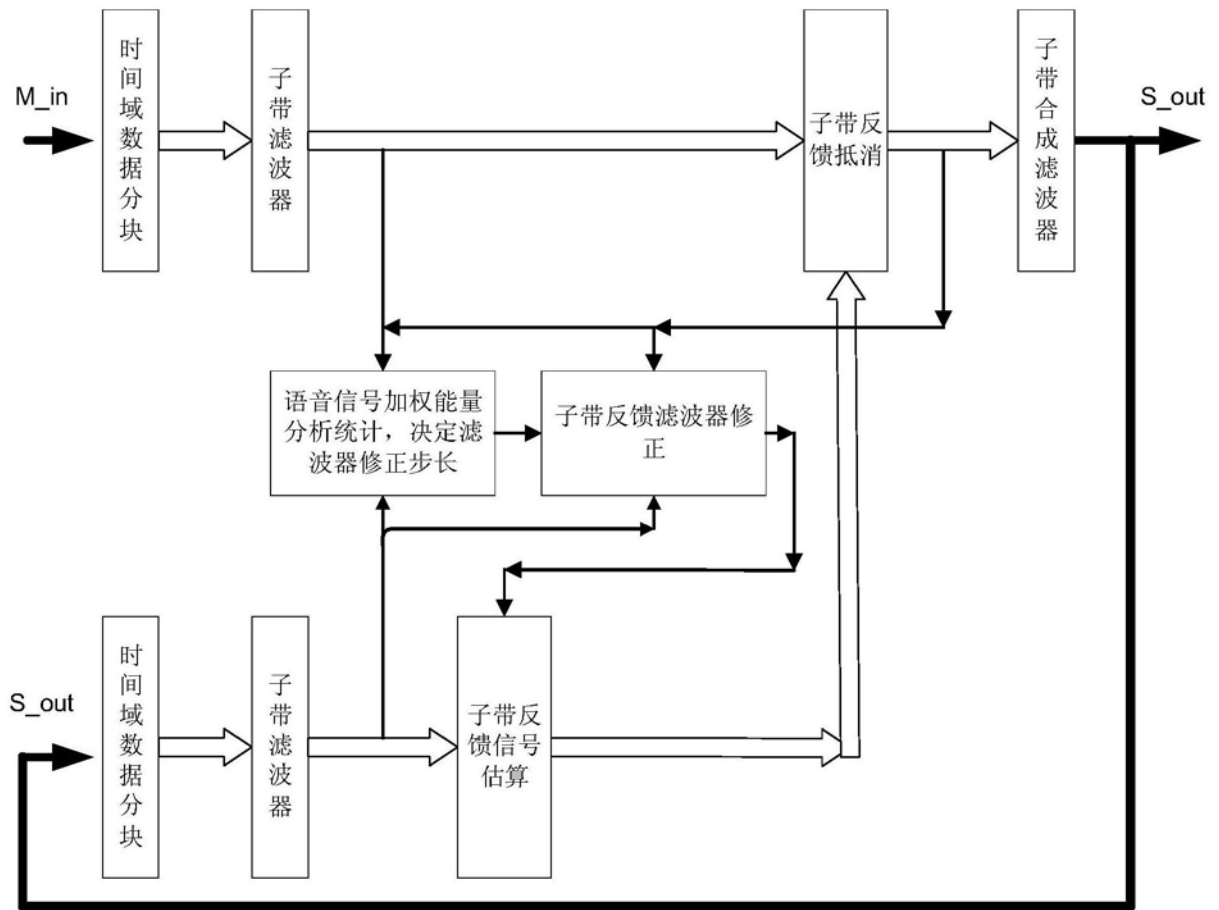 M_in
时间域数据分块
子带滤波器
子带反
馈抵消
子带合成滤波器
S_out
语音信号加权能量
分析统计，决定滤
波器修正步长
子带反馈滤波器修
正
S_out
时间域数据分块
子带滤波器
子带反
馈信号
估算